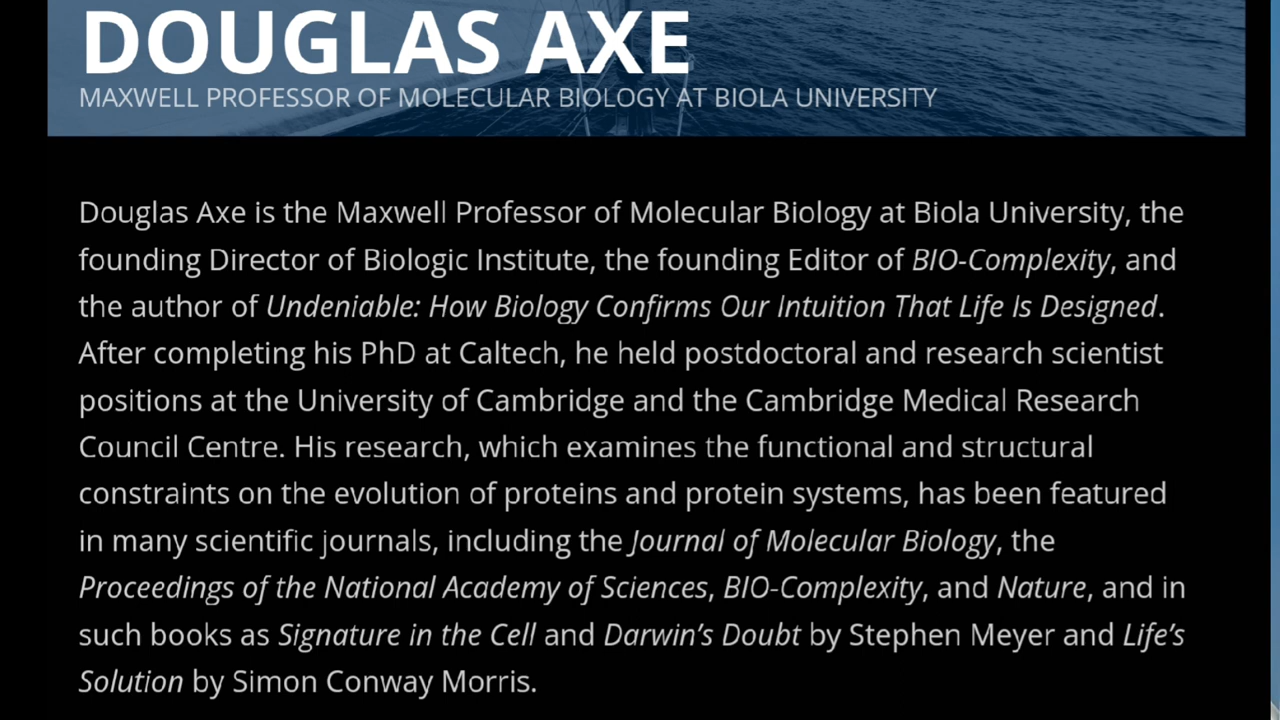 DOUGLAS AXE
MAXWELL PROFESSOR OF MOLECULAR BIOLOGY AT BIOLA UNIVERSITY
Douglas Axe is the Maxwell Professor of Molecular Biology at Biola University, the
founding Director of Biologic Institute, the founding Editor of BIO-Complexity, and
the author of Undeniable: How Biology Confirms Our Intuition That Life Is Designed.
After completing his PhD at Caltech, he held postdoctoral and research scientist
positions at the University of Cambridge and the Cambridge Medical Research
Council Centre. His research, which examines the functional and structural
constraints on the evolution of proteins and protein systems, has been featured
in many scientific journals, including the Journal of Molecular Biology, the
Proceedings of the National Academy of Sciences, BIO-Complexity, and Nature, and in
such books as Signature in the Cell and Darwin’s Doubt by Stephen Meyer and Life’s
Solution by Simon Conway Morris.